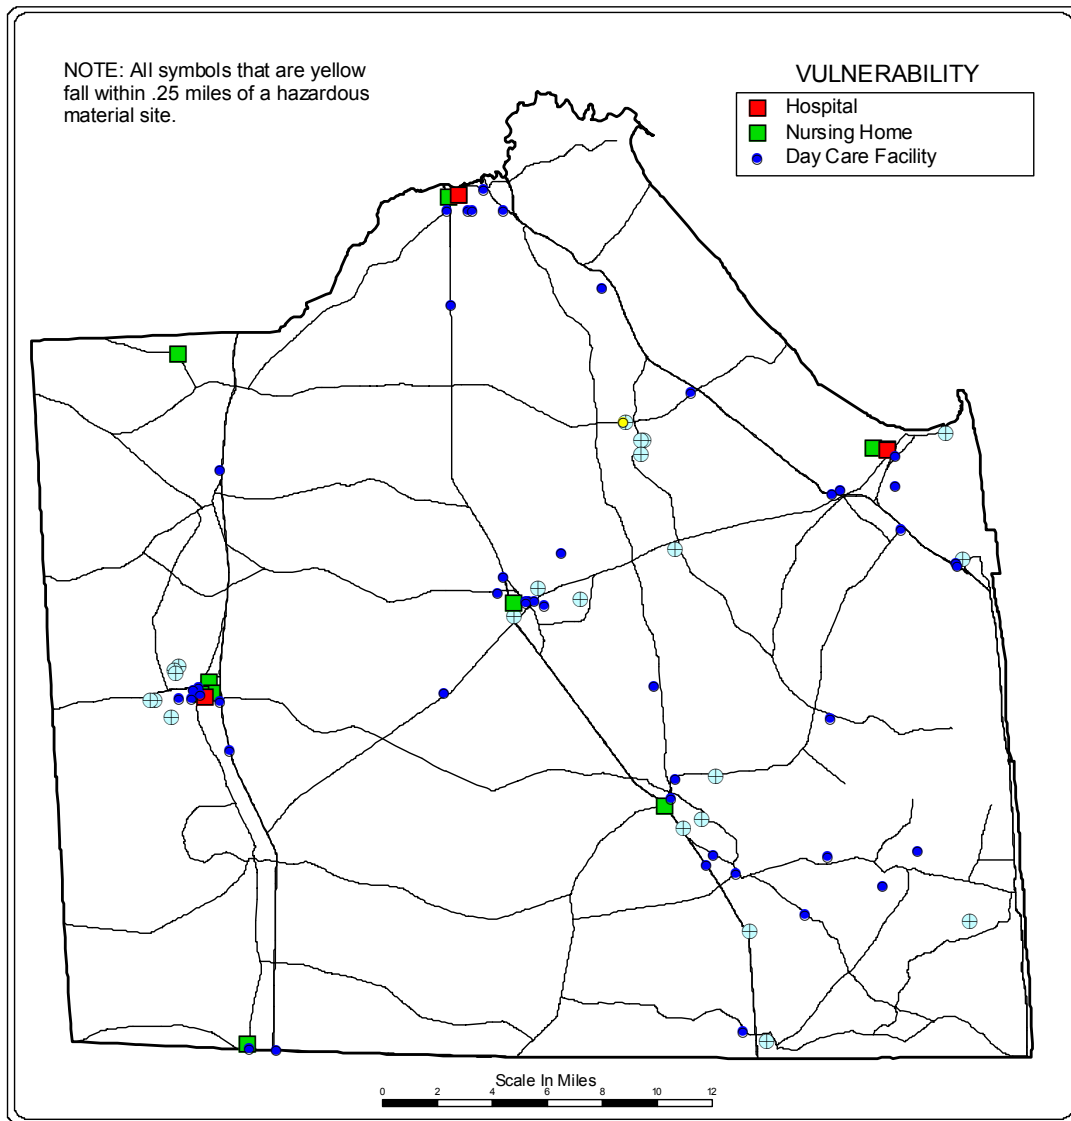 NOTE: All symbols that are yellow
fall within .25 miles of a hazardous
material site.
VULNERABILITY
Hospital
Nursing Home
Day Care Facility
Scale In Miles
0 2 4 6 8 10 12